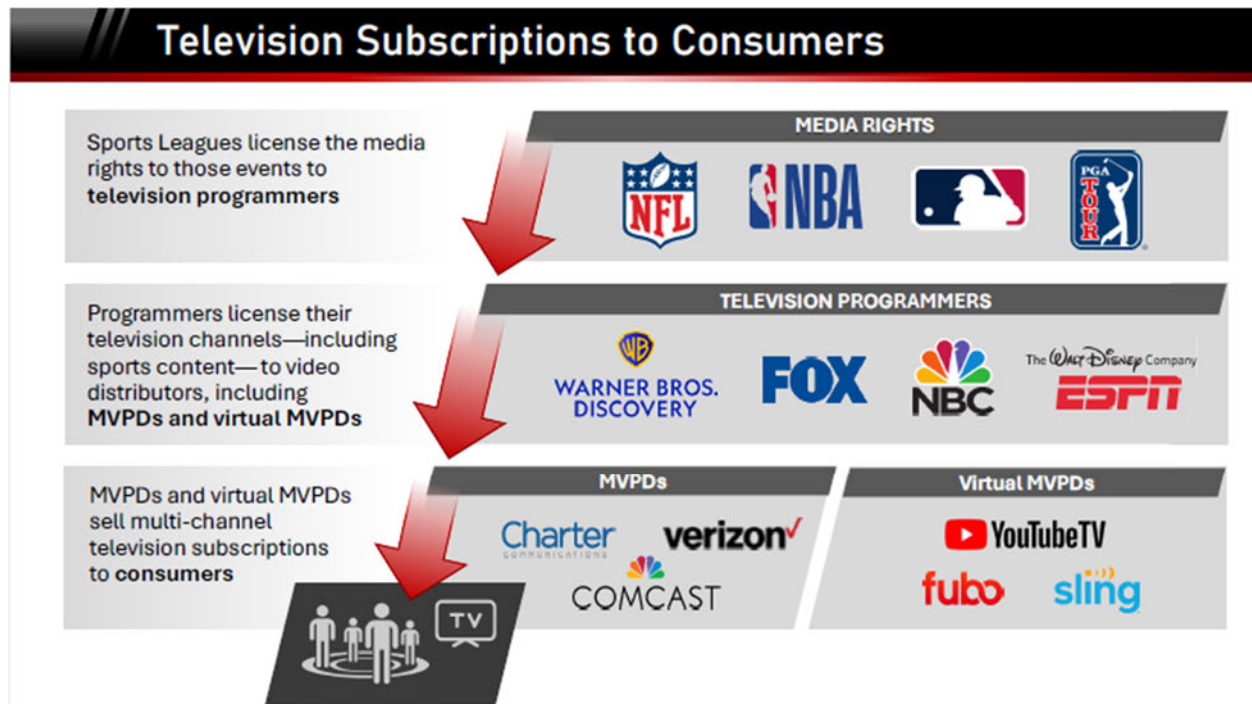 Television Subscriptions to Consumers
Sports Leagues license the media
rights to those events to
television programmers
MEDIA RIGHTS
NFL
NBA
PGA
TOUR
Programmers license their
television channels—including
sports content— to video
distributors, including
MVPDs and virtual MVPDs
TELEVISION PROGRAMMERS
WB
WARNER BROS.
DISCOVERY
FOX
NBC
The WALT DISNEY Company
ESPN
MVPDs and virtual MVPDs
sell multi-channel
television subscriptions
to consumers
MVPDs
Charter
COMMUNICATIONS
verizon
COMCAST
Virtual MVPDs
YouTubeTV
fubo
sling
TV